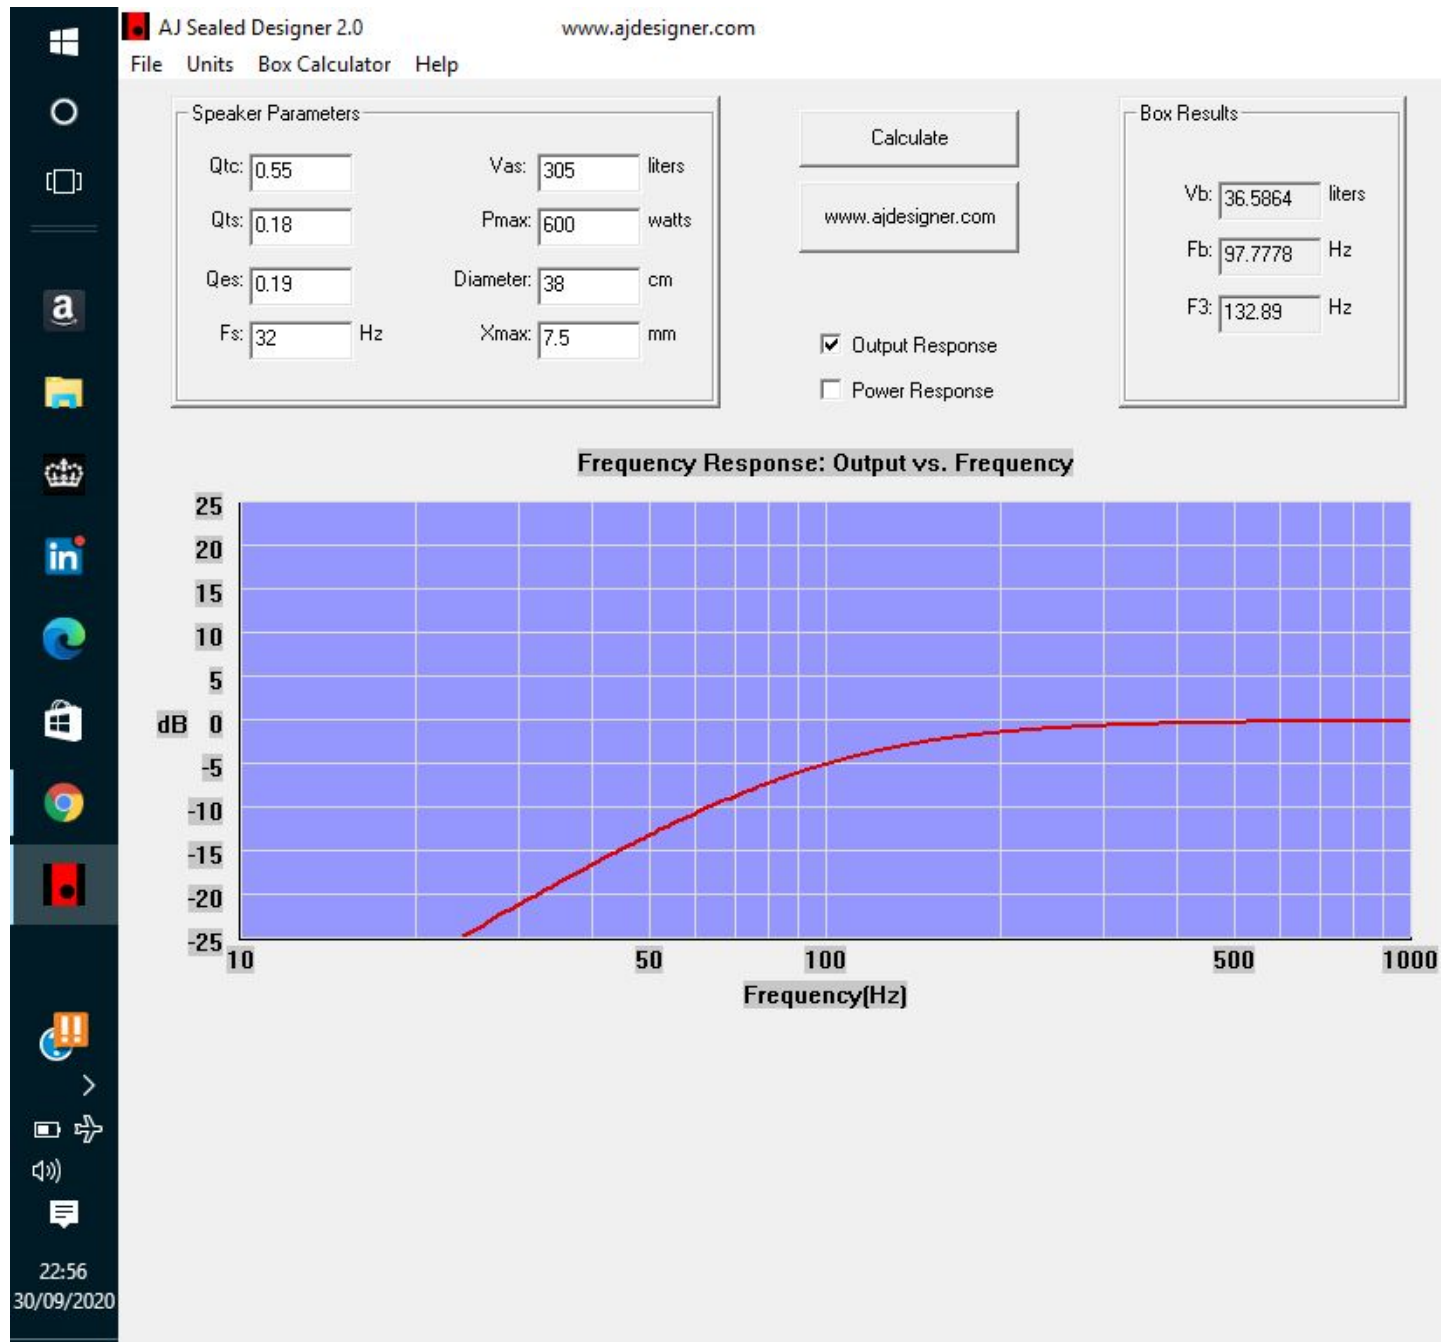 AJ Sealed Designer 2.0 www.ajdesigner.com
File Units Box Calculator Help
Speaker Parameters
Qtc: 0.55 Vas: 305 liters
Qts: 0.18 Pmax: 600 watts
Qes: 0.19 Diameter: 38 cm
Fs: 32 Hz Xmax: 7.5 mm
Calculate
www.ajdesigner.com
Output Response
Power Response
Box Results
Vb: 36.5864 liters
Fb: 97.7778 Hz
F3: 132.89 Hz
Frequency Response: Output vs. Frequency
25
20
15
10
5
dB 0
-5
-10
-15
-20
-25
10 50 100 500 1000
Frequency(Hz)
a
in
22:56
30/09/2020